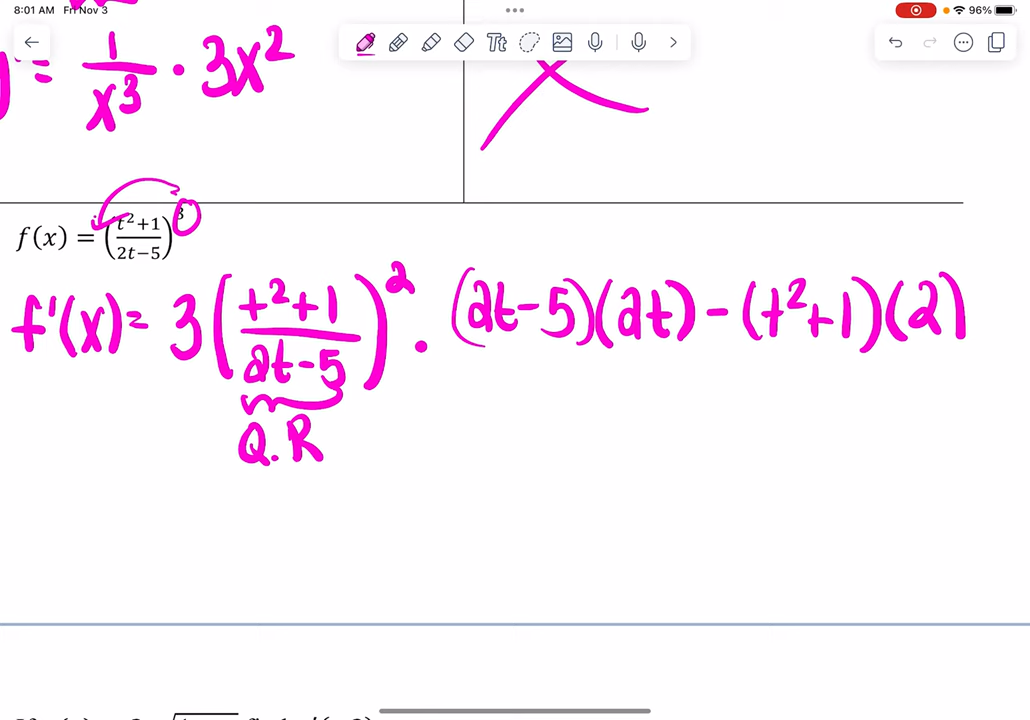 8:01 AM Fri Nov 3 96%
Tt
= 1/x³ · 3x²
f(x) = ((t²+1)/(2t−5))³
f'(x) = 3((t²+1)/(2t-5))² · (2t-5)(2t) - (t²+1)(2)
Q.R